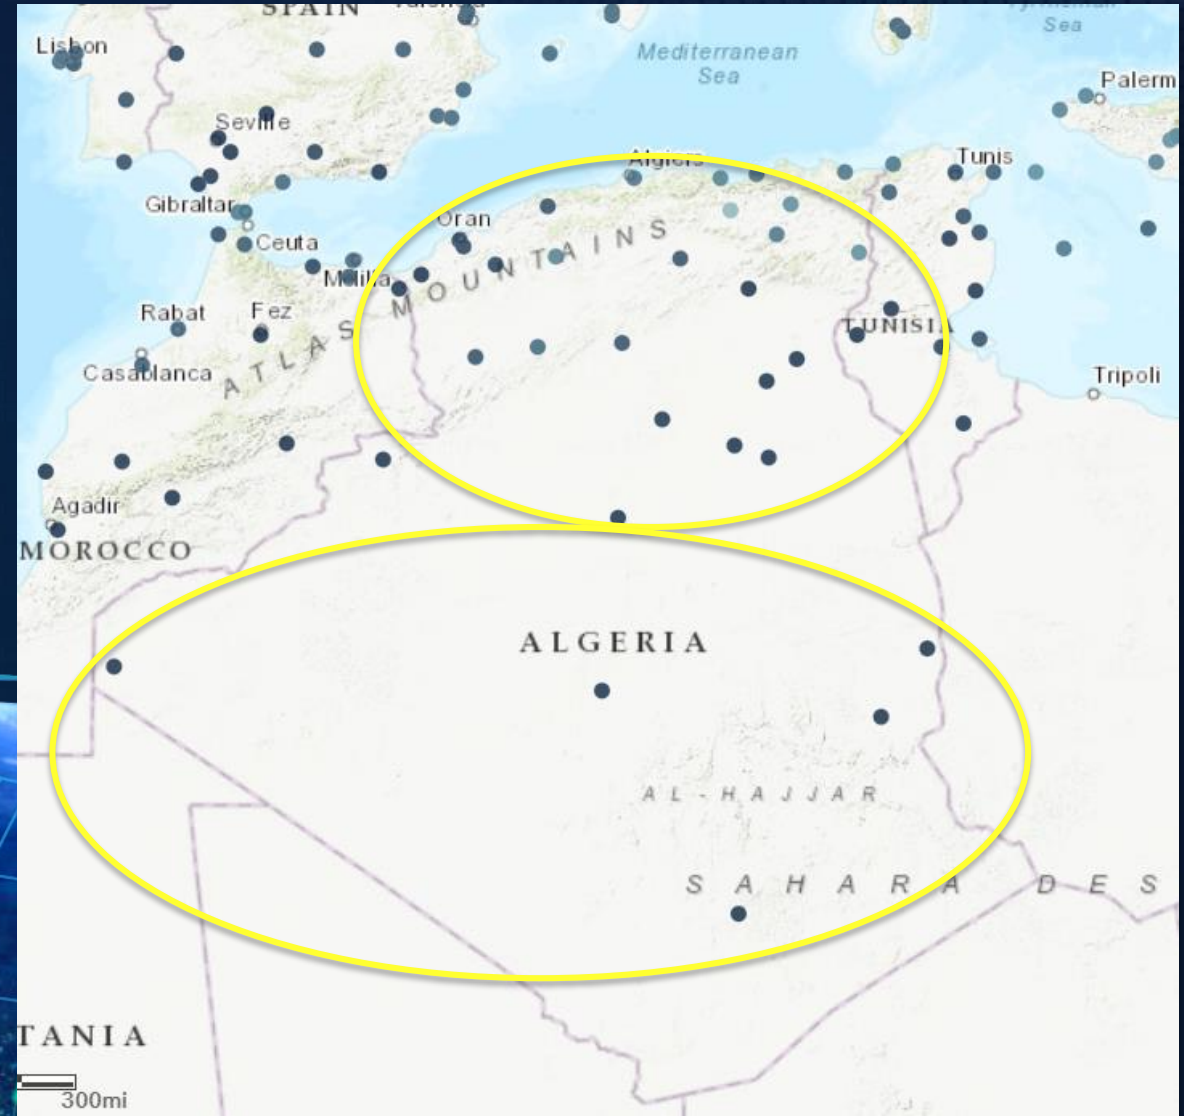 SPAIN
Lisbon
Mediterranean
Sea
Sea
Palerm
Seville
Algiers
Tunis
Gibraltar
Oran
Ceuta
Melilla
Rabat
Fez
ATLAS MOUNTAINS
TUNISIA
Casablanca
Tripoli
Agadir
MOROCCO
ALGERIA
AL-HAJJAR
SAHARA DES
TANIA
300mi